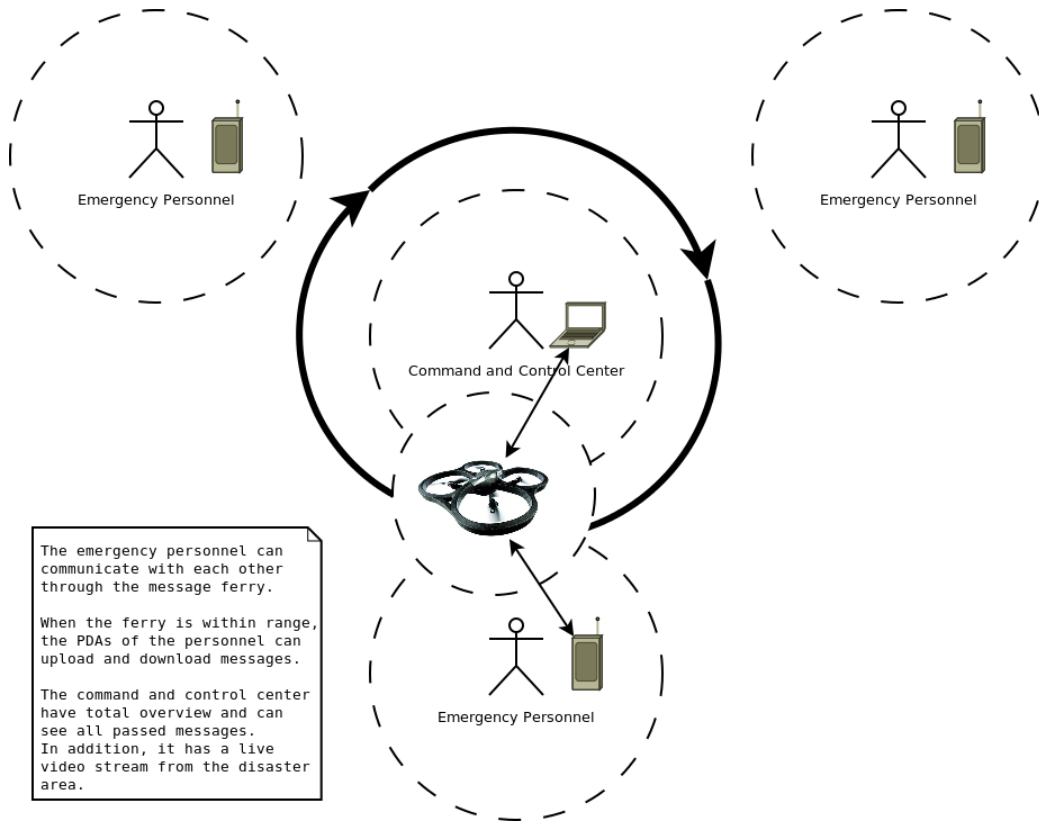 Emergency Personnel
Emergency Personnel
Command and Control Center
The emergency personnel can
communicate with each other
through the message ferry.
When the ferry is within range,
the PDAs of the personnel can
upload and download messages.
The command and control center
have total overview and can
see all passed messages.
In addition, it has a live
video stream from the disaster
area.
Emergency Personnel